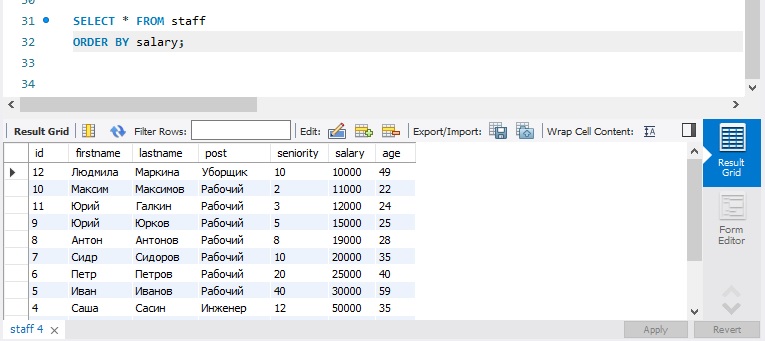 31 SELECT * FROM staff
32 ORDER BY salary;
33
34
Result Grid Filter Rows: Edit: Export/Import: Wrap Cell Content:
id firstname lastname post seniority salary age
12 Людмила Маркина Уборщик 10 10000 49
10 Максим Максимов Рабочий 2 11000 22
11 Юрий Галкин Рабочий 3 12000 24
9 Юрий Юрков Рабочий 5 15000 25
8 Антон Антонов Рабочий 8 19000 28
7 Сидр Сидоров Рабочий 10 20000 35
6 Петр Петров Рабочий 20 25000 40
5 Иван Иванов Рабочий 40 30000 59
4 Саша Сасин Инженер 12 50000 35
Result
Grid
Form
Editor
staff 4 Apply Revert